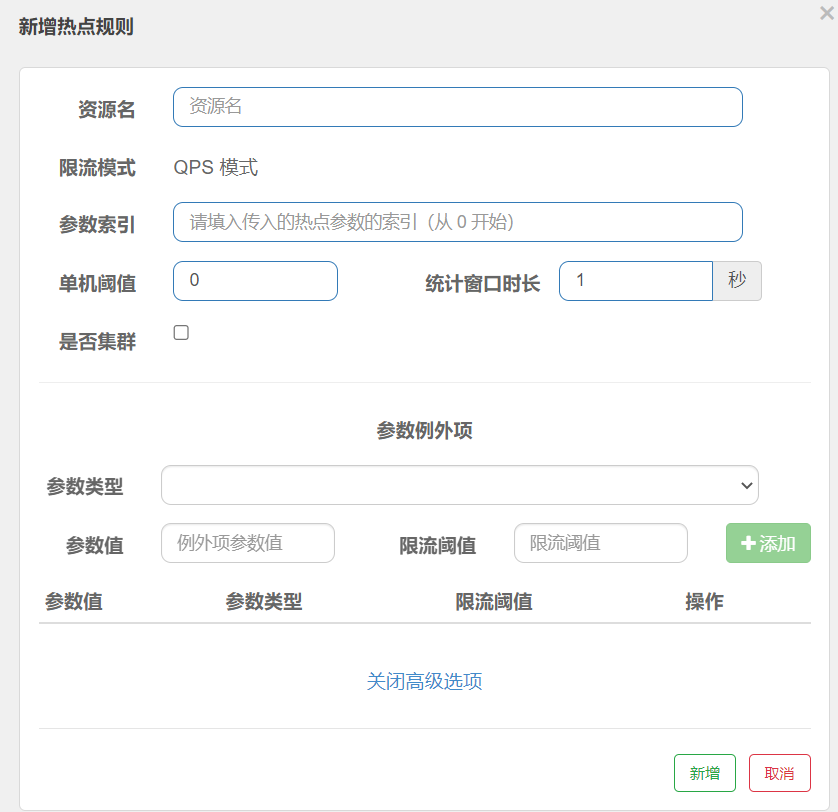 新增热点规则
×
资源名 资源名
限流模式 QPS 模式
参数索引 请填入传入的热点参数的索引（从 0 开始）
单机阈值 0 统计窗口时长 1 秒
是否集群
参数例外项
参数类型
参数值 例外项参数值 限流阈值 限流阈值 +添加
参数值 参数类型 限流阈值 操作
关闭高级选项
新增 取消